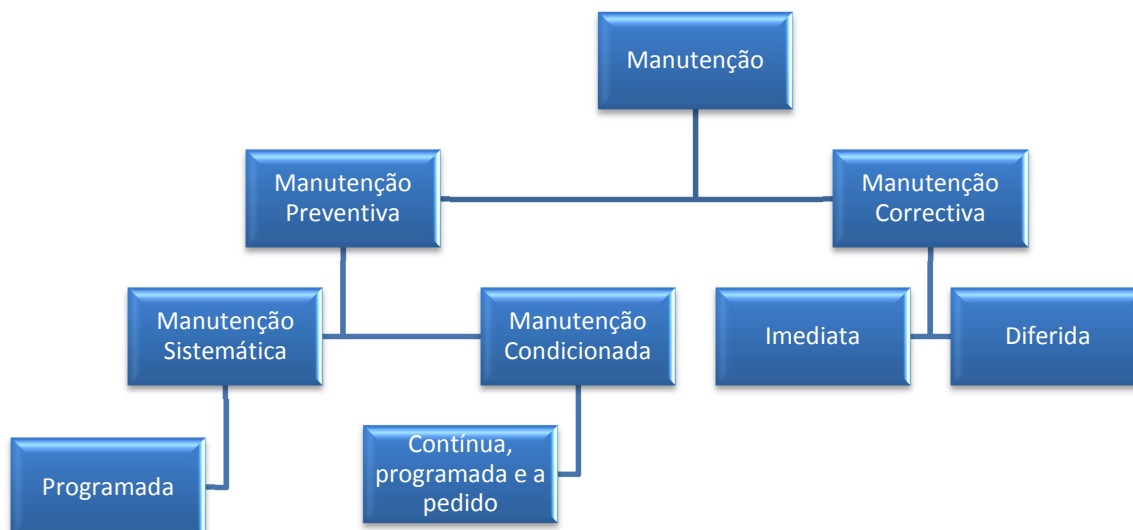 Manutenção
Manutenção
Preventiva
Manutenção
Correctiva
Manutenção
Sistemática
Manutenção
Condicionada
Imediata
Diferida
Programada
Contínua,
programada e a
pedido